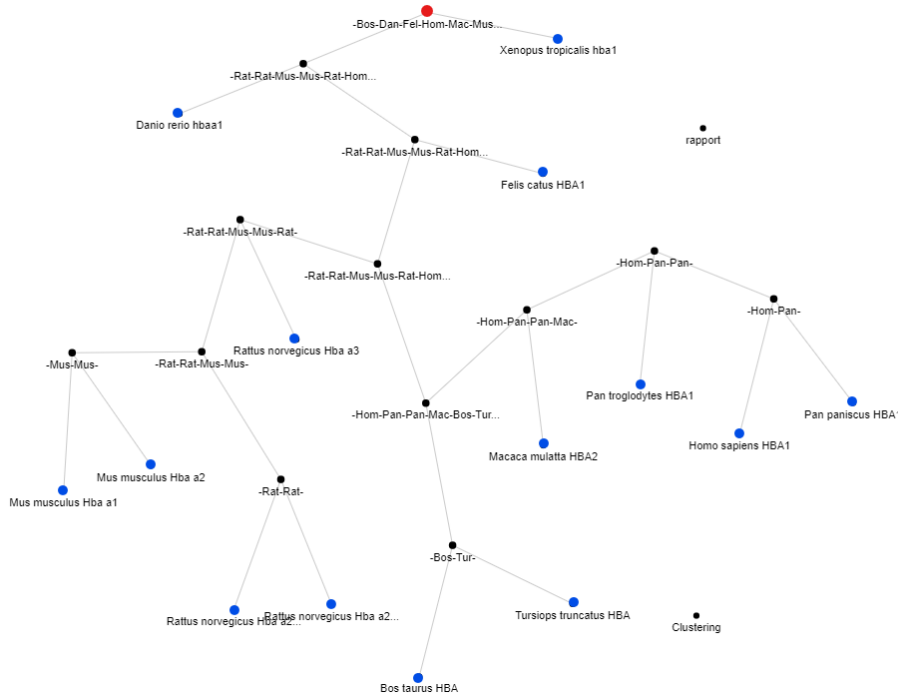 -Bos-Dan-Fel-Hom-Mac-Mus...
Xenopus tropicalis hba1
-Rat-Rat-Mus-Mus-Rat-Hom...
Danio rerio hbaa1
rapport
-Rat-Rat-Mus-Mus-Rat-Hom...
Felis catus HBA1
-Rat-Rat-Mus-Mus-Rat-
-Hom-Pan-Pan-
-Rat-Rat-Mus-Mus-Rat-Hom...
-Hom-Pan-
-Hom-Pan-Pan-Mac-
Rattus norvegicus Hba a3
-Mus-Mus-
-Rat-Rat-Mus-Mus-
Pan troglodytes HBA1
-Hom-Pan-Pan-Mac-Bos-Tur...
Pan paniscus HBA1
Homo sapiens HBA1
Macaca mulatta HBA2
Mus musculus Hba a2
-Rat-Rat-
Mus musculus Hba a1
-Bos-Tur-
Rattus norvegicus Hba a2...
Rattus norvegicus Hba a2...
Tursiops truncatus HBA
Clustering
Bos taurus HBA